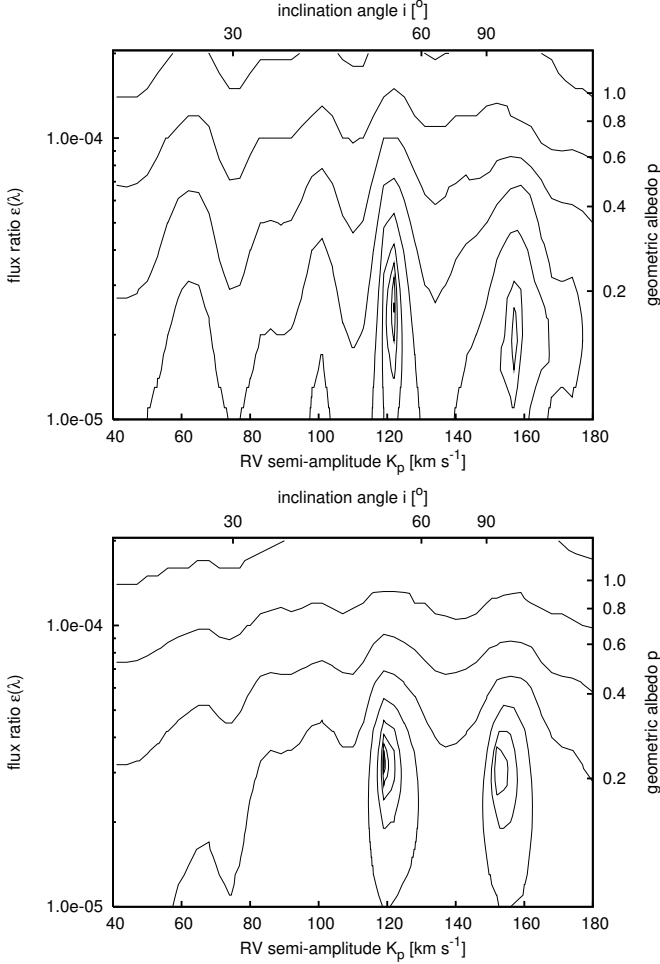 inclination angle i [°]
30 60 90
1.0e-04
1.0e-05
flux ratio ε(λ)
1.0
0.8
0.6
0.4
0.2
geometric albedo p
40 60 80 100 120 140 160 180
RV semi-amplitude Kp [km s-1]
inclination angle i [°]
30 60 90
1.0e-04
1.0e-05
flux ratio ε(λ)
1.0
0.8
0.6
0.4
0.2
geometric albedo p
40 60 80 100 120 140 160 180
RV semi-amplitude Kp [km s-1]